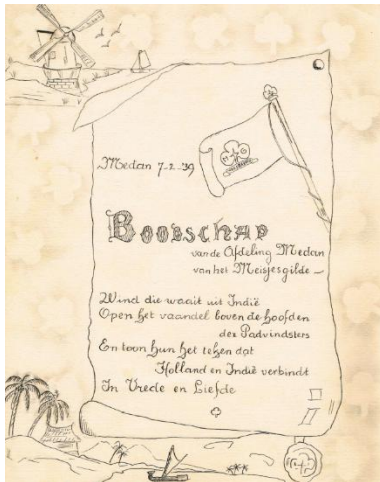 Medan 7-2-'39
Boodschap
van de Afdeling Medan
van het Meisjesgilde —
Wind die waait uit Indië
Open het vaandel boven de hoofden
der Padvindsters
En toon hun het teken dat
Holland en Indië verbindt
In Vrede en Liefde